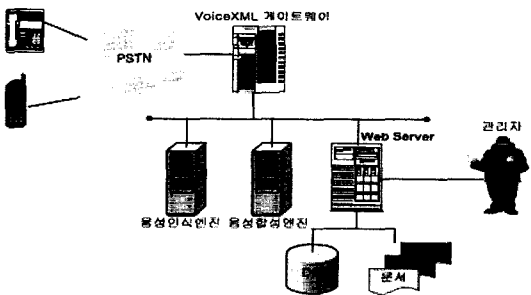 VoiceXML 게이트웨이
PSTN
Web Server
관리자
음성인식엔진
음성합성엔진
문서